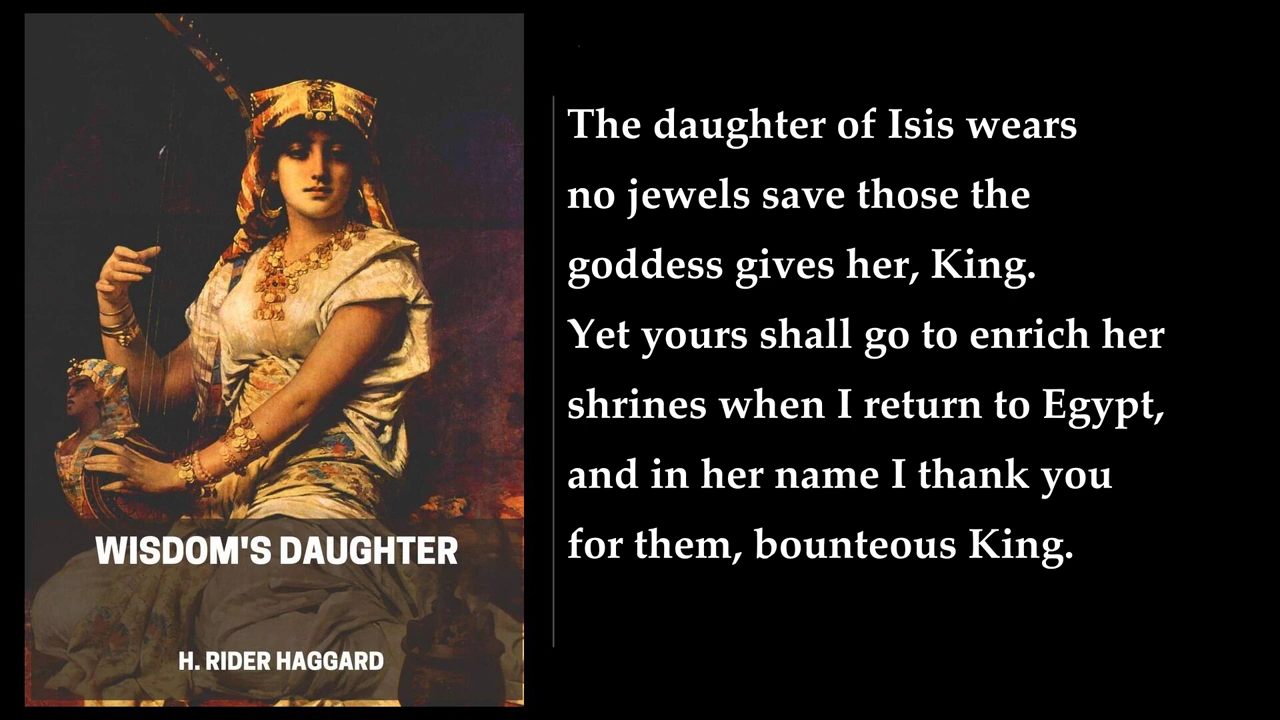 WISDOM'S DAUGHTER
H. RIDER HAGGARD
The daughter of Isis wears
no jewels save those the
goddess gives her, King.
Yet yours shall go to enrich her
shrines when I return to Egypt,
and in her name I thank you
for them, bounteous King.